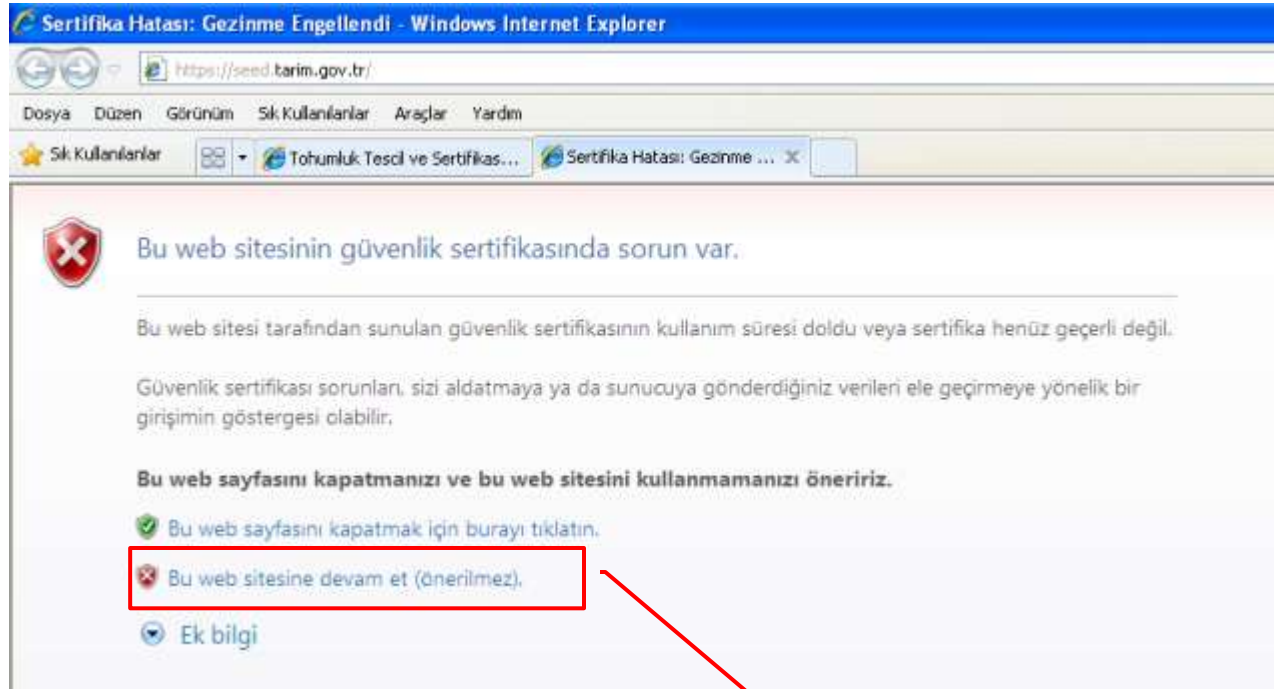 Sertifika Hatası: Gezinme Engellendi - Windows Internet Explorer
https://seed.tarim.gov.tr/
Dosya Düzen Görünüm Sık Kullanılanlar Araçlar Yardım
Sık Kullanılanlar Tohumluk Tescil ve Sertifikas... Sertifika Hatası: Gezinme ...
Bu web sitesinin güvenlik sertifikasında sorun var.
Bu web sitesi tarafından sunulan güvenlik sertifikasının kullanım süresi doldu veya sertifika henüz geçerli değil.
Güvenlik sertifikası sorunları, sizi aldatmaya ya da sunucuya gönderdiğiniz verileri ele geçirmeye yönelik bir
girişimin göstergesi olabilir.
Bu web sayfasını kapatmanızı ve bu web sitesini kullanmamanızı öneririz.
Bu web sayfasını kapatmak için burayı tıklatın.
Bu web sitesine devam et (önerilmez).
Ek bilgi